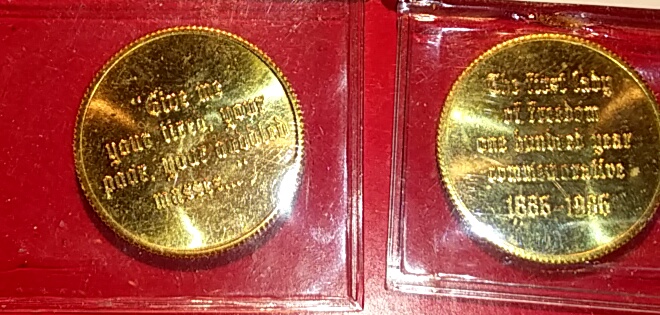 "Give me
your tired, your
poor, your huddled
masses..."
The first lady
of Freedom
one hundred year
commemorative
1886-1986